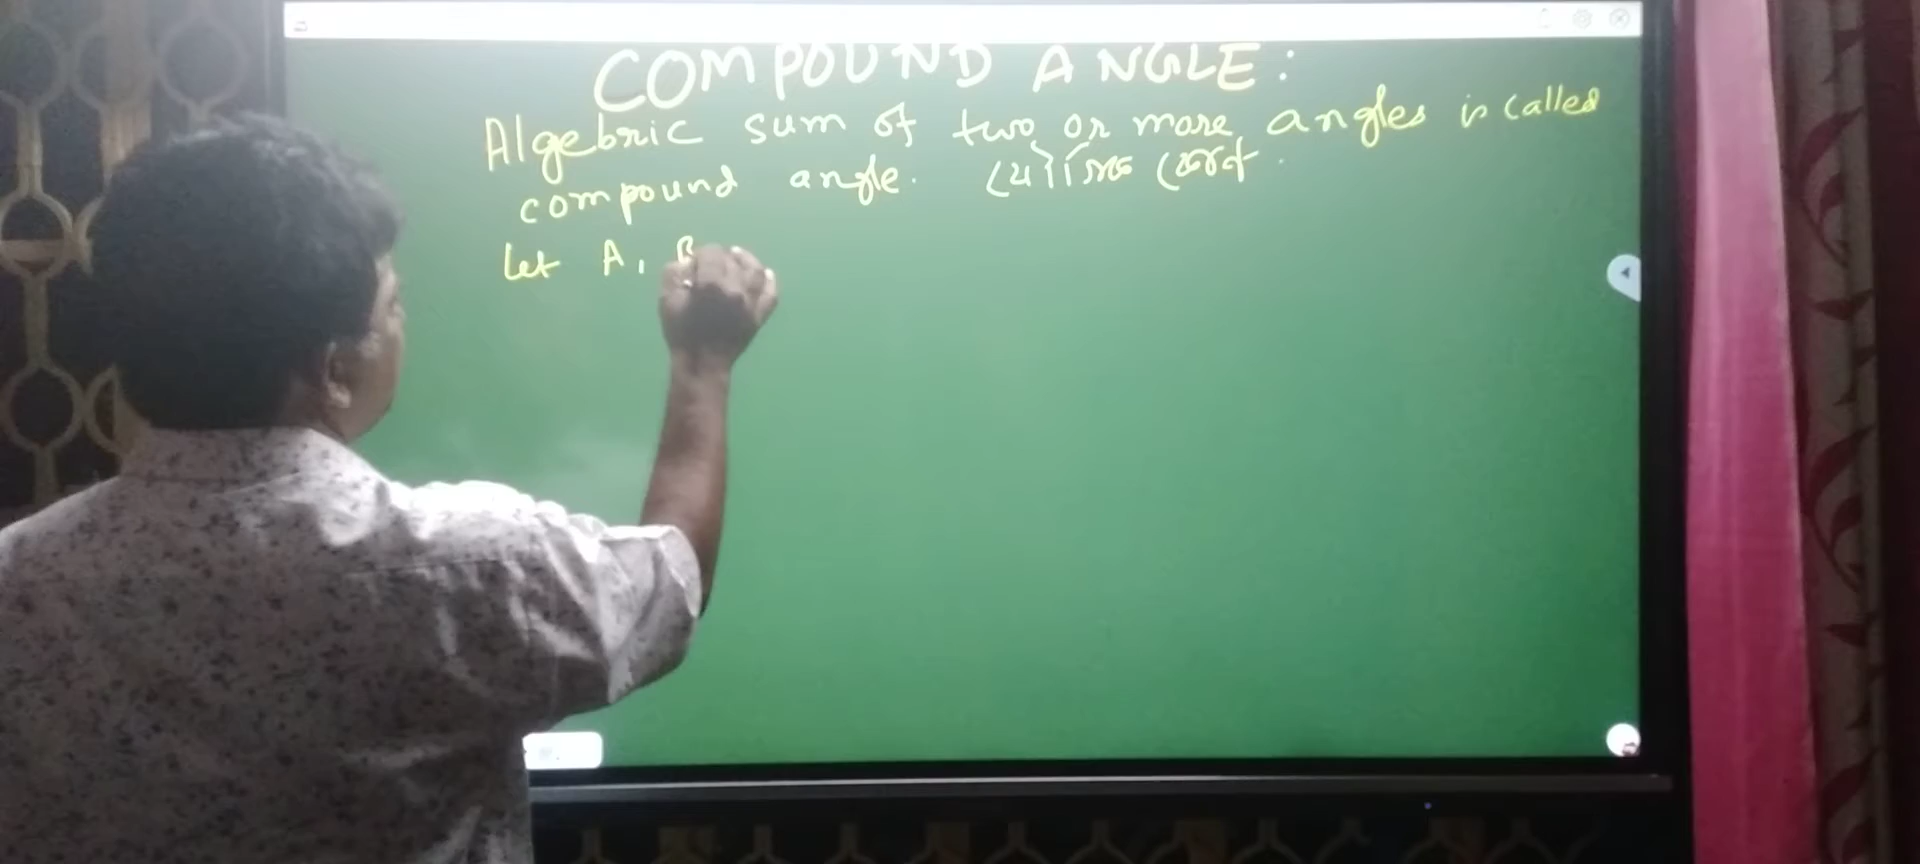 COMPOUND ANGLE:
Algebric sum of two or more angles is called
compound angle. যৌগিক কোণ.
Let A, B